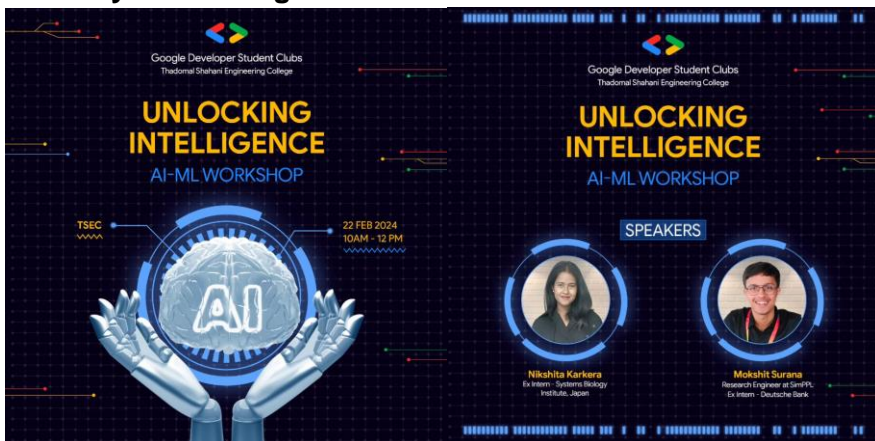 Google Developer Student Clubs
Thadomal Shahani Engineering College
UNLOCKING
INTELLIGENCE
AI-ML WORKSHOP
TSEC
22 FEB 2024
10AM - 12 PM
AI
Google Developer Student Clubs
Thadomal Shahani Engineering College
UNLOCKING
INTELLIGENCE
AI-ML WORKSHOP
SPEAKERS
Nikshita Karkera
Ex Intern - Systems Biology
Institute, Japan
Mokshit Surana
Research Engineer at SimPPL
Ex Intern - Deutsche Bank